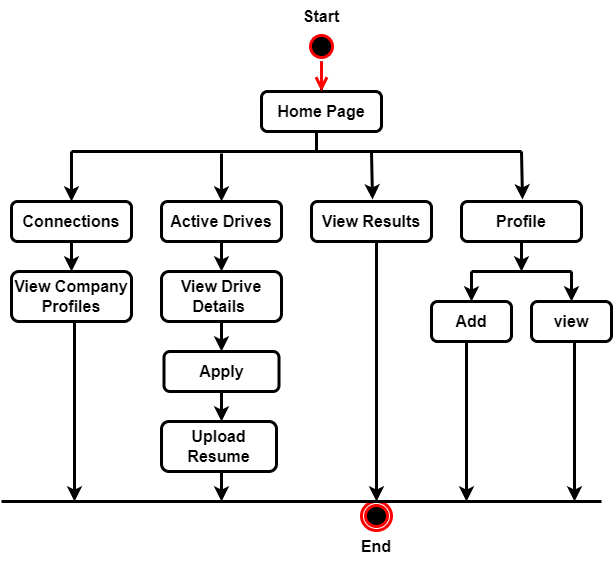 Start
Home Page
Connections
Active Drives
View Results
Profile
View Company
Profiles
View Drive
Details
Add
view
Apply
Upload
Resume
End